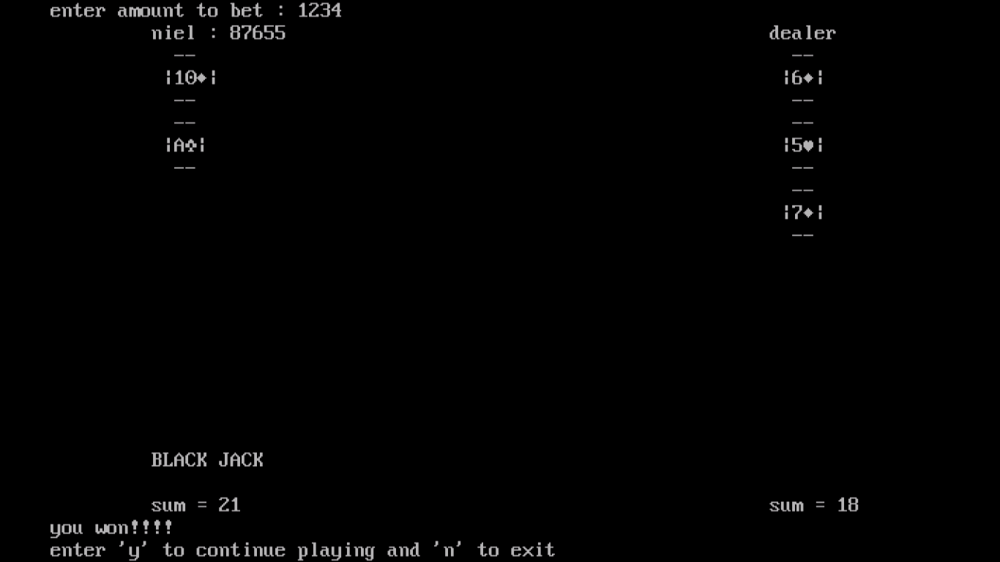 enter amount to bet : 1234
niel : 87655 dealer
-- --
|10♦| |6♦|
-- --
-- --
|A♣| |5♥|
-- --
--
|7♦|
--
BLACK JACK
sum = 21 sum = 18
you won!!!!
enter 'y' to continue playing and 'n' to exit